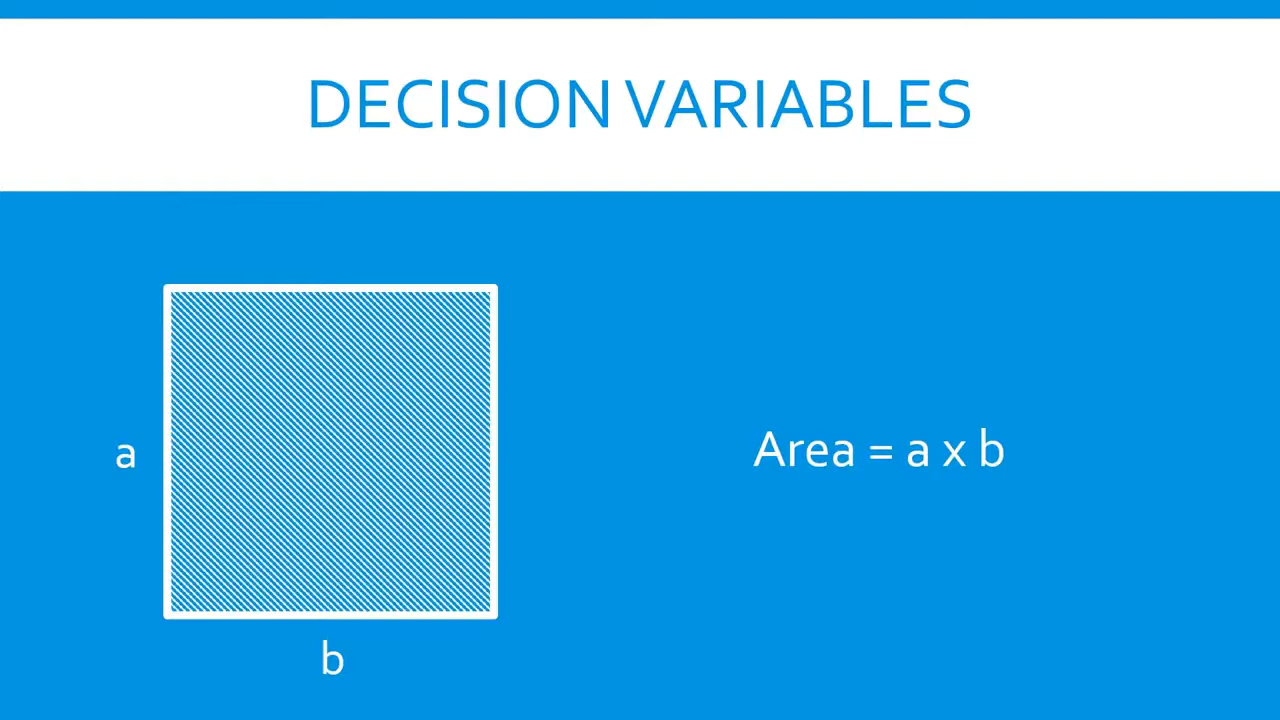 DECISION VARIABLES
a
Area = a x b
b